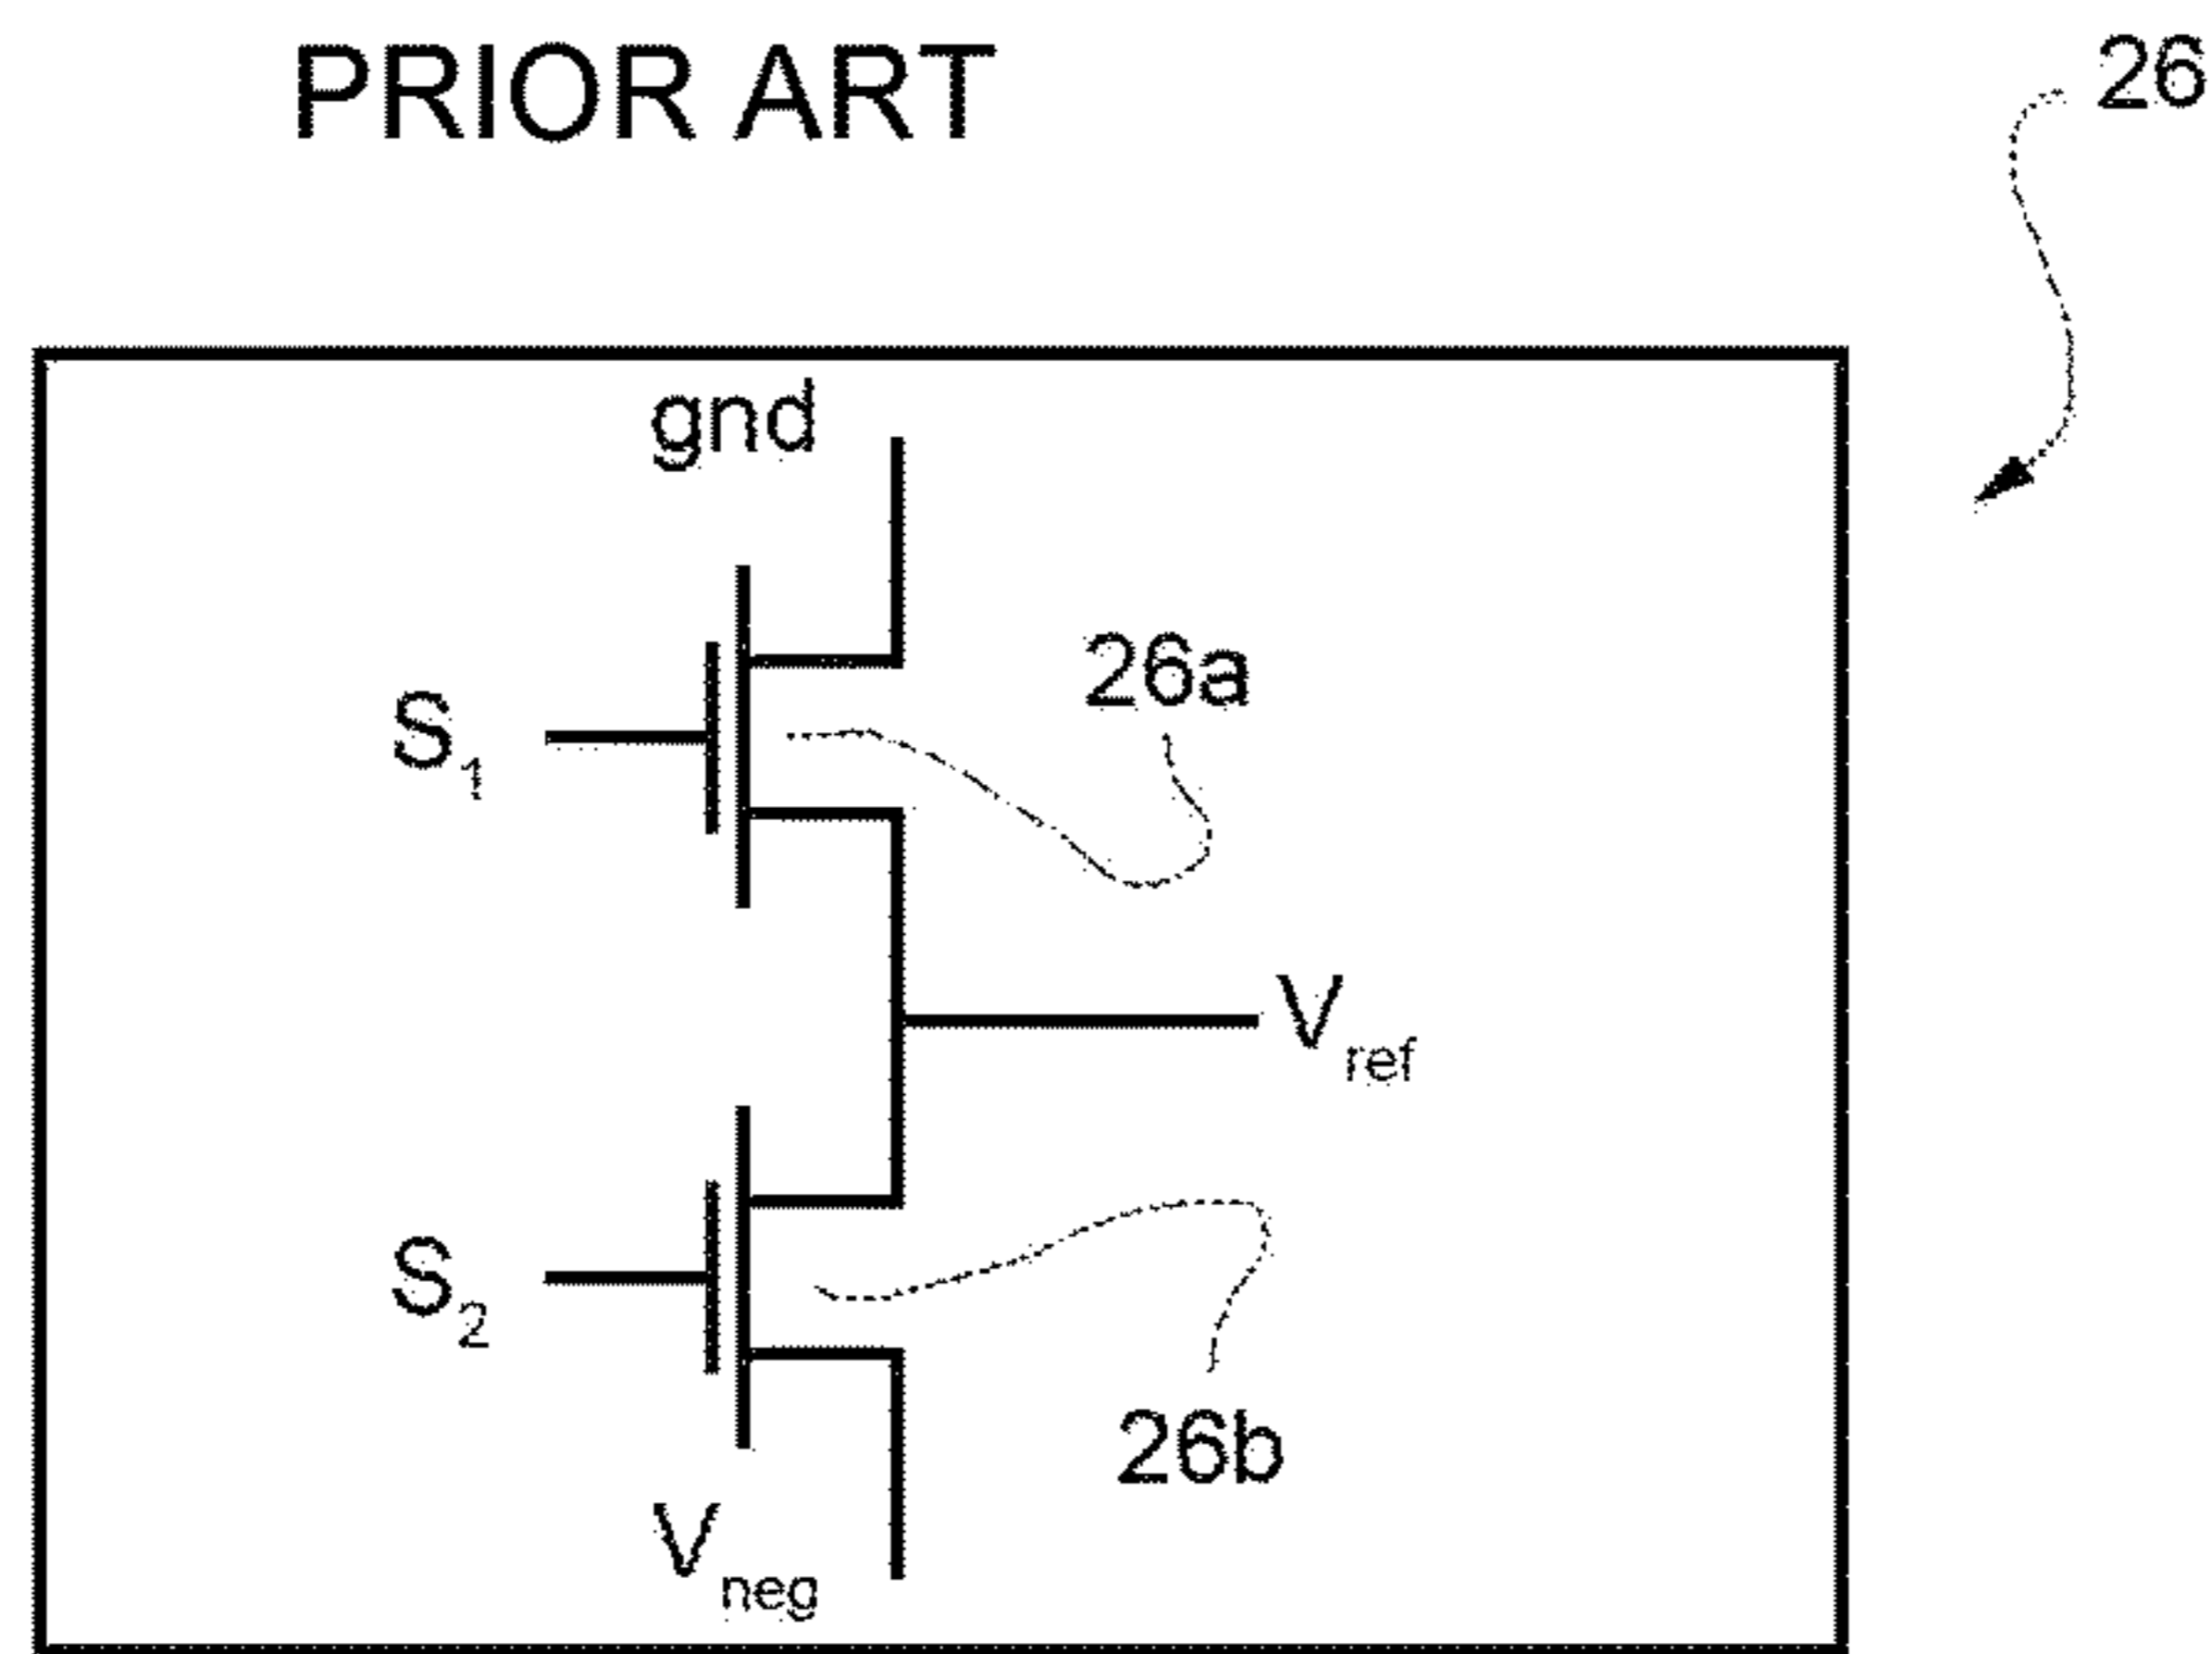 PRIOR ART
26
gnd
26a
S1
Vref
S2
26b
Vneg